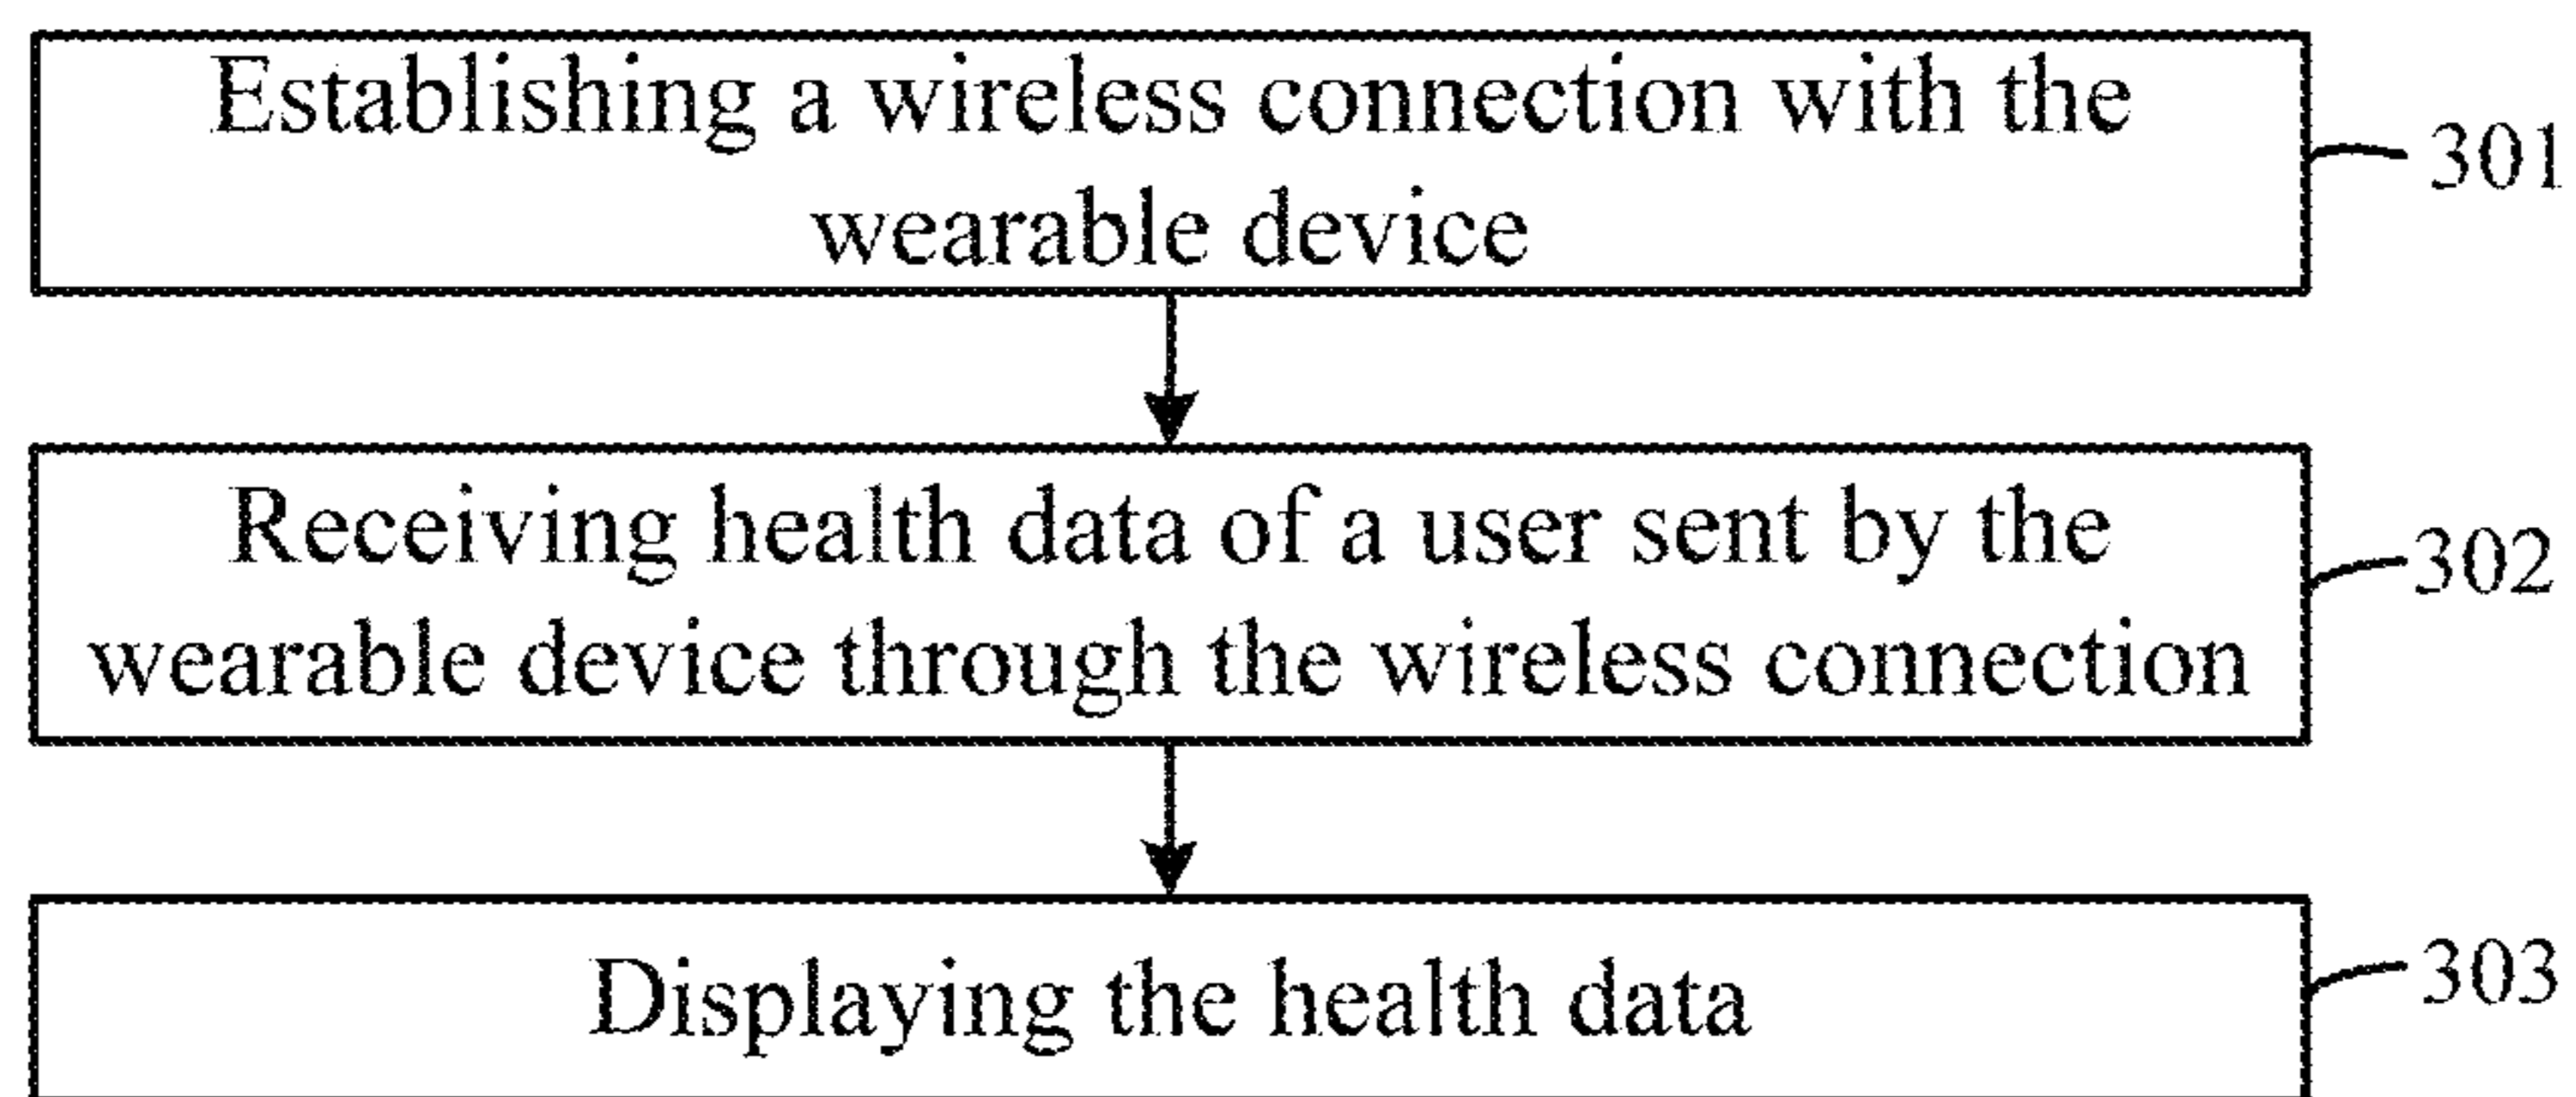 Establishing a wireless connection with the
wearable device
301
Receiving health data of a user sent by the
wearable device through the wireless connection
302
Displaying the health data
303